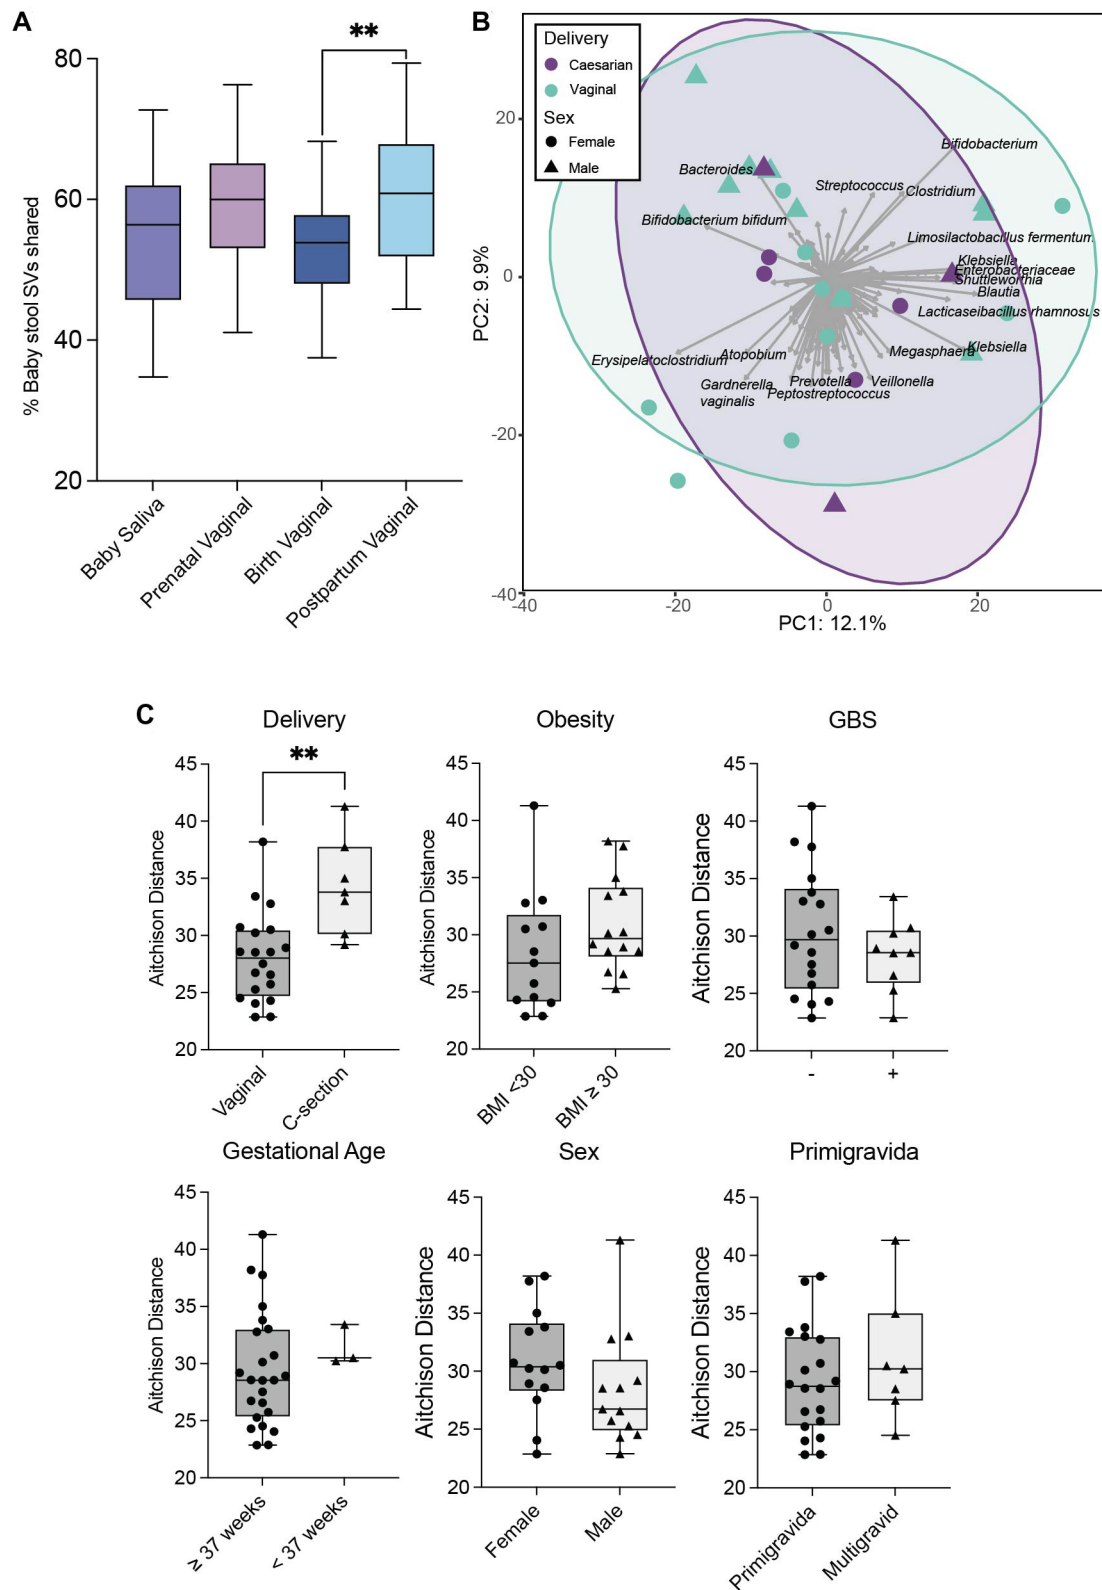 A
**
80
60
40
20
% Baby stool SVs shared
Baby Saliva
Prenatal Vaginal
Birth Vaginal
Postpartum Vaginal
B
Delivery
Caesarian
Vaginal
Sex
Female
Male
20
0
-20
-40
PC2: 9.9%
Bifidobacterium
Bacteroides
Streptococcus
Clostridium
Bifidobacterium bifidum
Limosilactobacillus fermentum
Klebsiella
Enterobacteriaceae
Shuttleworthia
Blautia
Lacticaseibacillus rhamnosus
Erysipelatoclostridium
Atopobium
Megasphaera
Klebsiella
Gardnerella
vaginalis
Prevotella
Veillonella
Peptostreptococcus
-40
-20
0
20
PC1: 12.1%
C
Delivery
**
45
40
35
30
25
20
Aitchison Distance
Vaginal
C-section
Obesity
45
40
35
30
25
20
Aitchison Distance
BMI <30
BMI ≥ 30
GBS
45
40
35
30
25
20
Aitchison Distance
-
+
Gestational Age
45
40
35
30
25
20
Aitchison Distance
≥ 37 weeks
< 37 weeks
Sex
45
40
35
30
25
20
Aitchison Distance
Female
Male
Primigravida
45
40
35
30
25
20
Aitchison Distance
Primigravida
Multigravid